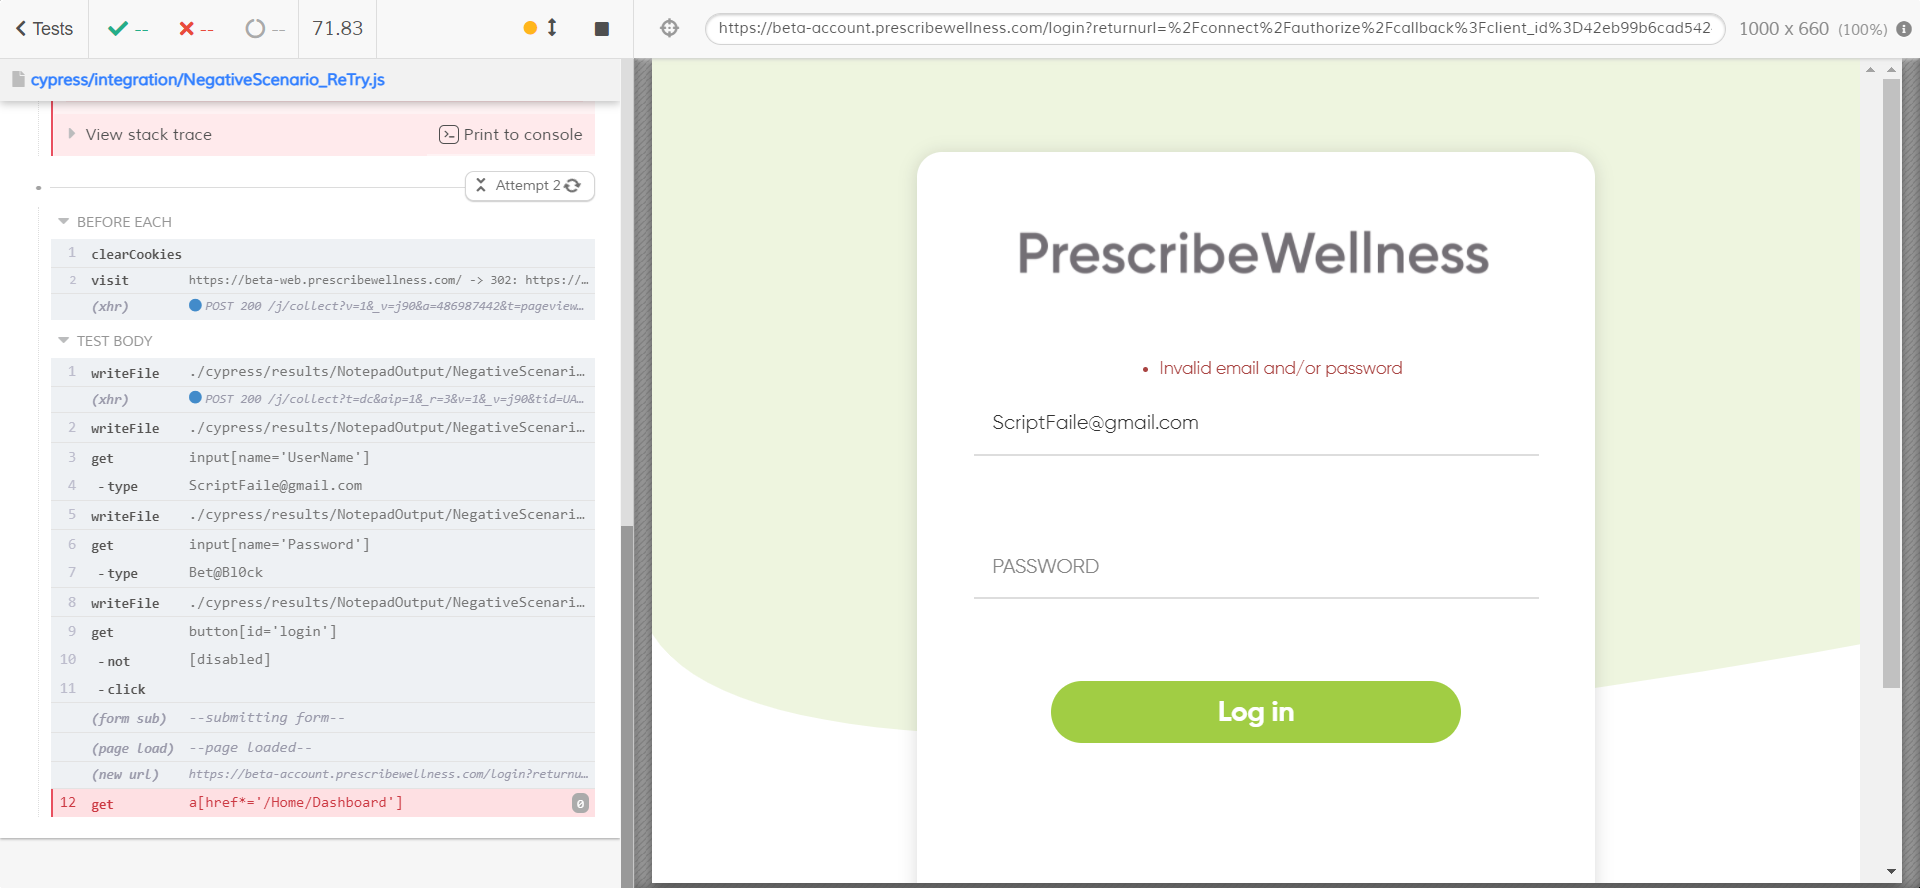 Tests
--
--
--
71.83
https://beta-account.prescribewellness.com/login?returnurl=%2Fconnect%2Fauthorize%2Fcallback%3Fclient_id%3D42eb99b6cad542
1000 x 660 (100%)
cypress/integration/NegativeScenario_ReTry.js
View stack trace
Print to console
Attempt 2
BEFORE EACH
1 clearCookies
2 visit https://beta-web.prescribewellness.com/ -> 302: https://…
(xhr) POST 200 /j/collect?v=1&_v=j90&a=486987442&t=pageview…
TEST BODY
1 writeFile ./cypress/results/NotepadOutput/NegativeScenari…
(xhr) POST 200 /j/collect?t=dc&aip=1&_r=3&v=1&_v=j90&tid=UA…
2 writeFile ./cypress/results/NotepadOutput/NegativeScenari…
3 get input[name='UserName']
4 -type ScriptFaile@gmail.com
5 writeFile ./cypress/results/NotepadOutput/NegativeScenari…
6 get input[name='Password']
7 -type Bet@Bl0ck
8 writeFile ./cypress/results/NotepadOutput/NegativeScenari…
9 get button[id='login']
10 -not [disabled]
11 -click
(form sub) --submitting form--
(page load) --page loaded--
(new url) https://beta-account.prescribewellness.com/login?returnu…
12 get a[href*='/Home/Dashboard'] 0
PrescribeWellness
• Invalid email and/or password
ScriptFaile@gmail.com
PASSWORD
Log in